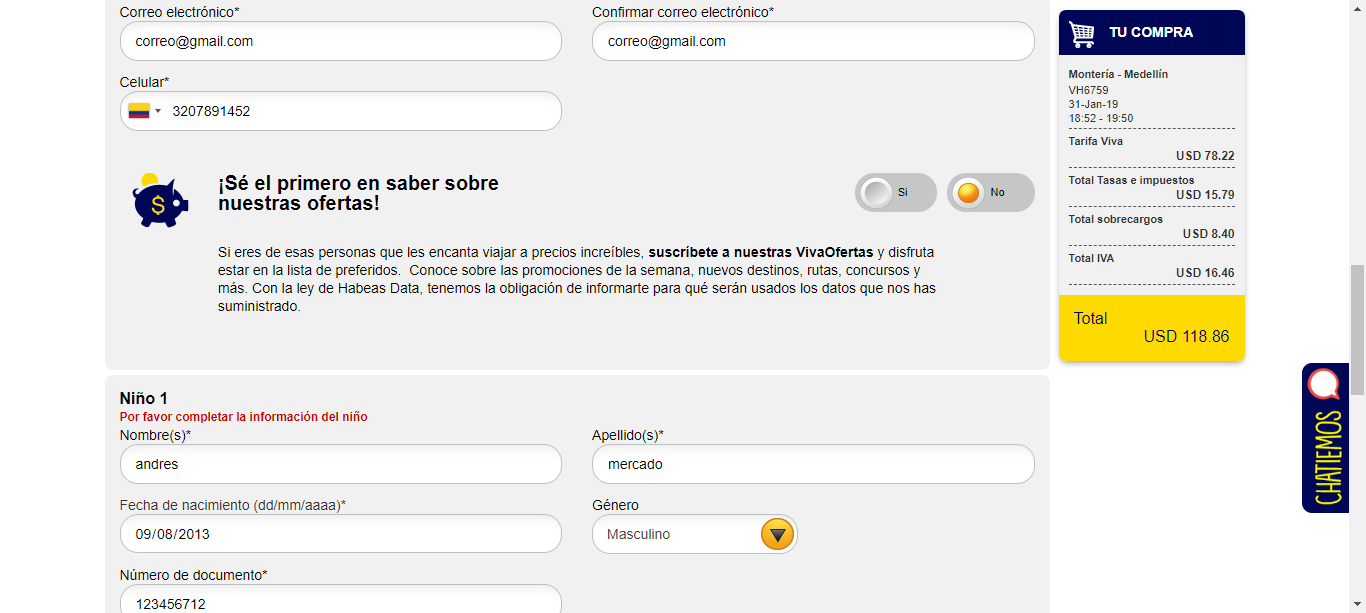 Correo electrónico*
Confirmar correo electrónico*
correo@gmail.com
correo@gmail.com
Celular*
3207891452
¡Sé el primero en saber sobre
nuestras ofertas!
Si
No
$
Si eres de esas personas que les encanta viajar a precios increíbles, suscríbete a nuestras VivaOfertas y disfruta
estar en la lista de preferidos. Conoce sobre las promociones de la semana, nuevos destinos, rutas, concursos y
más. Con la ley de Habeas Data, tenemos la obligación de informarte para qué serán usados los datos que nos has
suministrado.
Niño 1
Por favor completar la información del niño
Nombre(s)*
Apellido(s)*
andres
mercado
Fecha de nacimiento (dd/mm/aaaa)*
Género
09/08/2013
Masculino
Número de documento*
123456712
TU COMPRA
Montería - Medellín
VH6759
31-Jan-19
18:52 - 19:50
Tarifa Viva
USD 78.22
Total Tasas e impuestos
USD 15.79
Total sobrecargos
USD 8.40
Total IVA
USD 16.46
Total
USD 118.86
CHATIEMOS